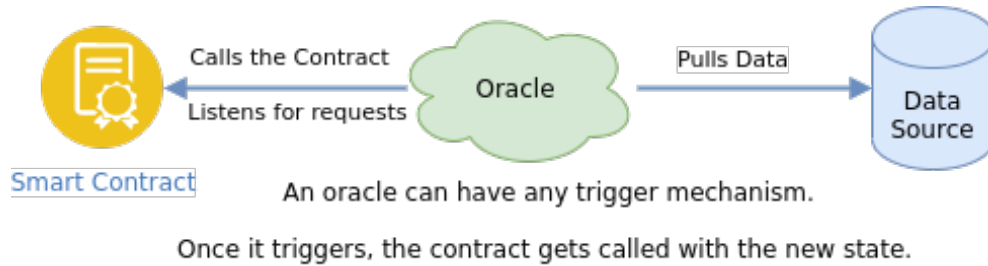 Calls the Contract
Listens for requests
Oracle
Pulls Data
Data
Source
Smart Contract
An oracle can have any trigger mechanism.
Once it triggers, the contract gets called with the new state.